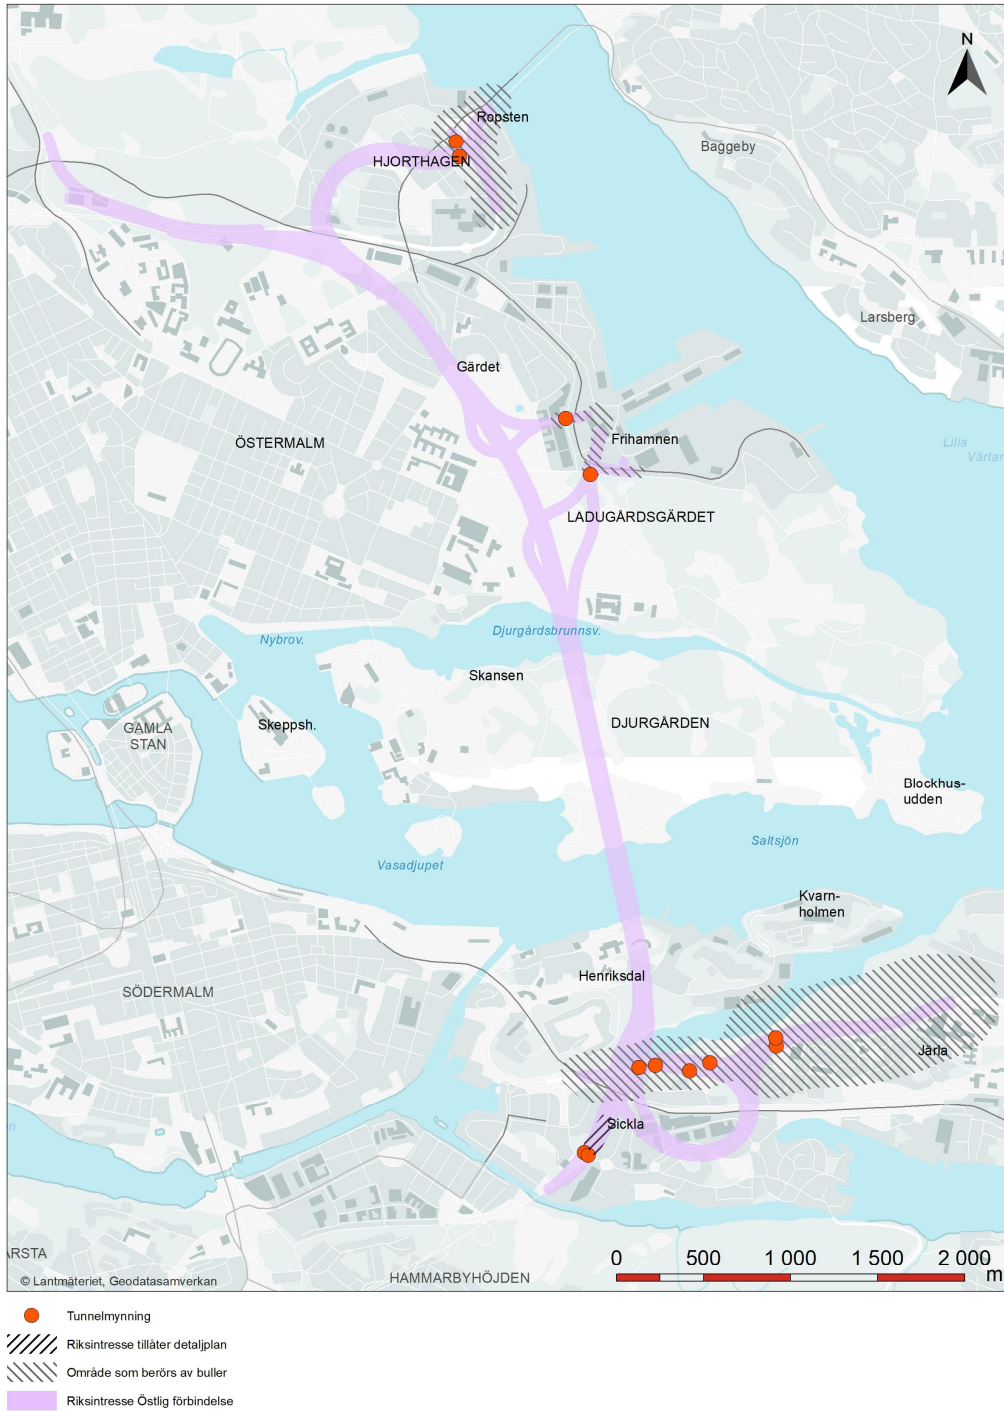 N
Ropsten
Baggeby
HJORTHAGEN
Larsberg
Gärdet
Frihamnen
ÖSTERMALM
Lilla
Värtan
LADUGÅRDSGÄRDET
Nybrov.
Djurgårdsbrunnsv.
Skansen
Skeppsh.
DJURGÅRDEN
GAMLA
STAN
Blockhus-
udden
Saltsjön
Vasadjupet
Kvarn-
holmen
Henriksdal
SÖDERMALM
Järla
Sickla
ARSTA
0 500 1 000 1 500 2 000
m
© Lantmäteriet, Geodatasamverkan
HAMMARBYHÖJDEN
Tunnelmynning
Riksintresse tillåter detaljplan
Område som berörs av buller
Riksintresse Östlig förbindelse